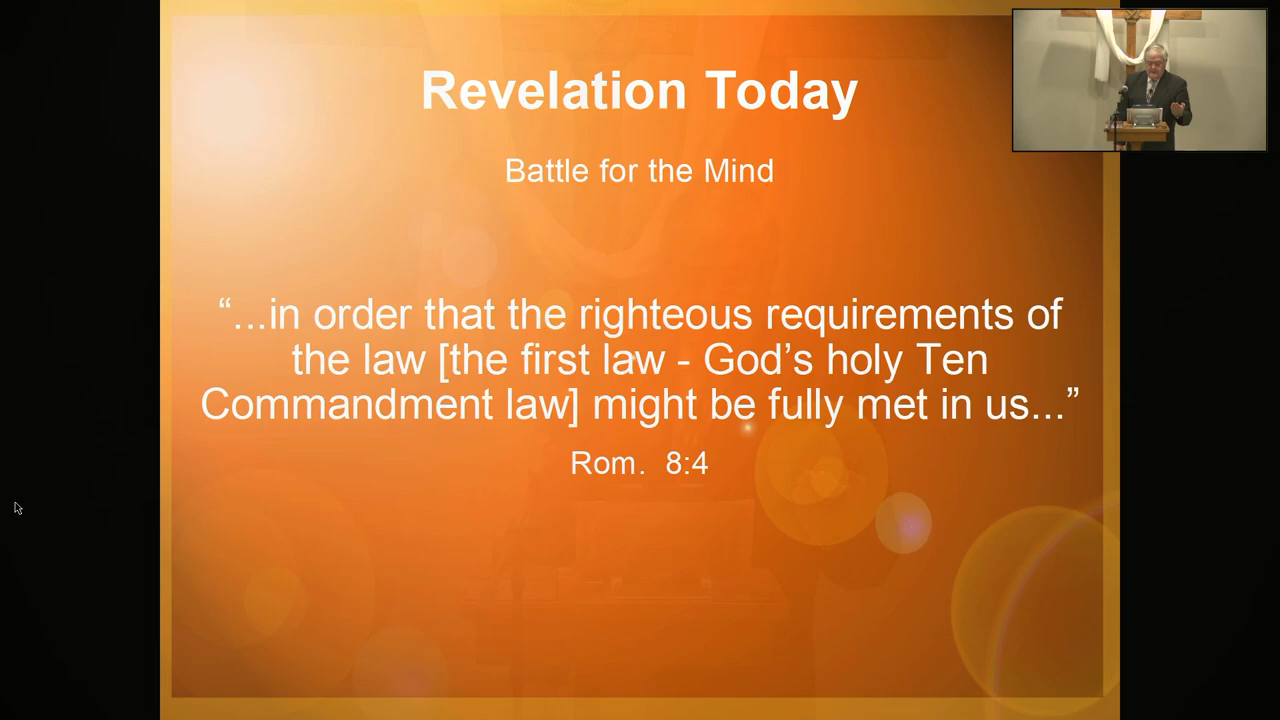 Revelation Today
Battle for the Mind
“...in order that the righteous requirements of
the law [the first law - God’s holy Ten
Commandment law] might be fully met in us...”
Rom.  8:4